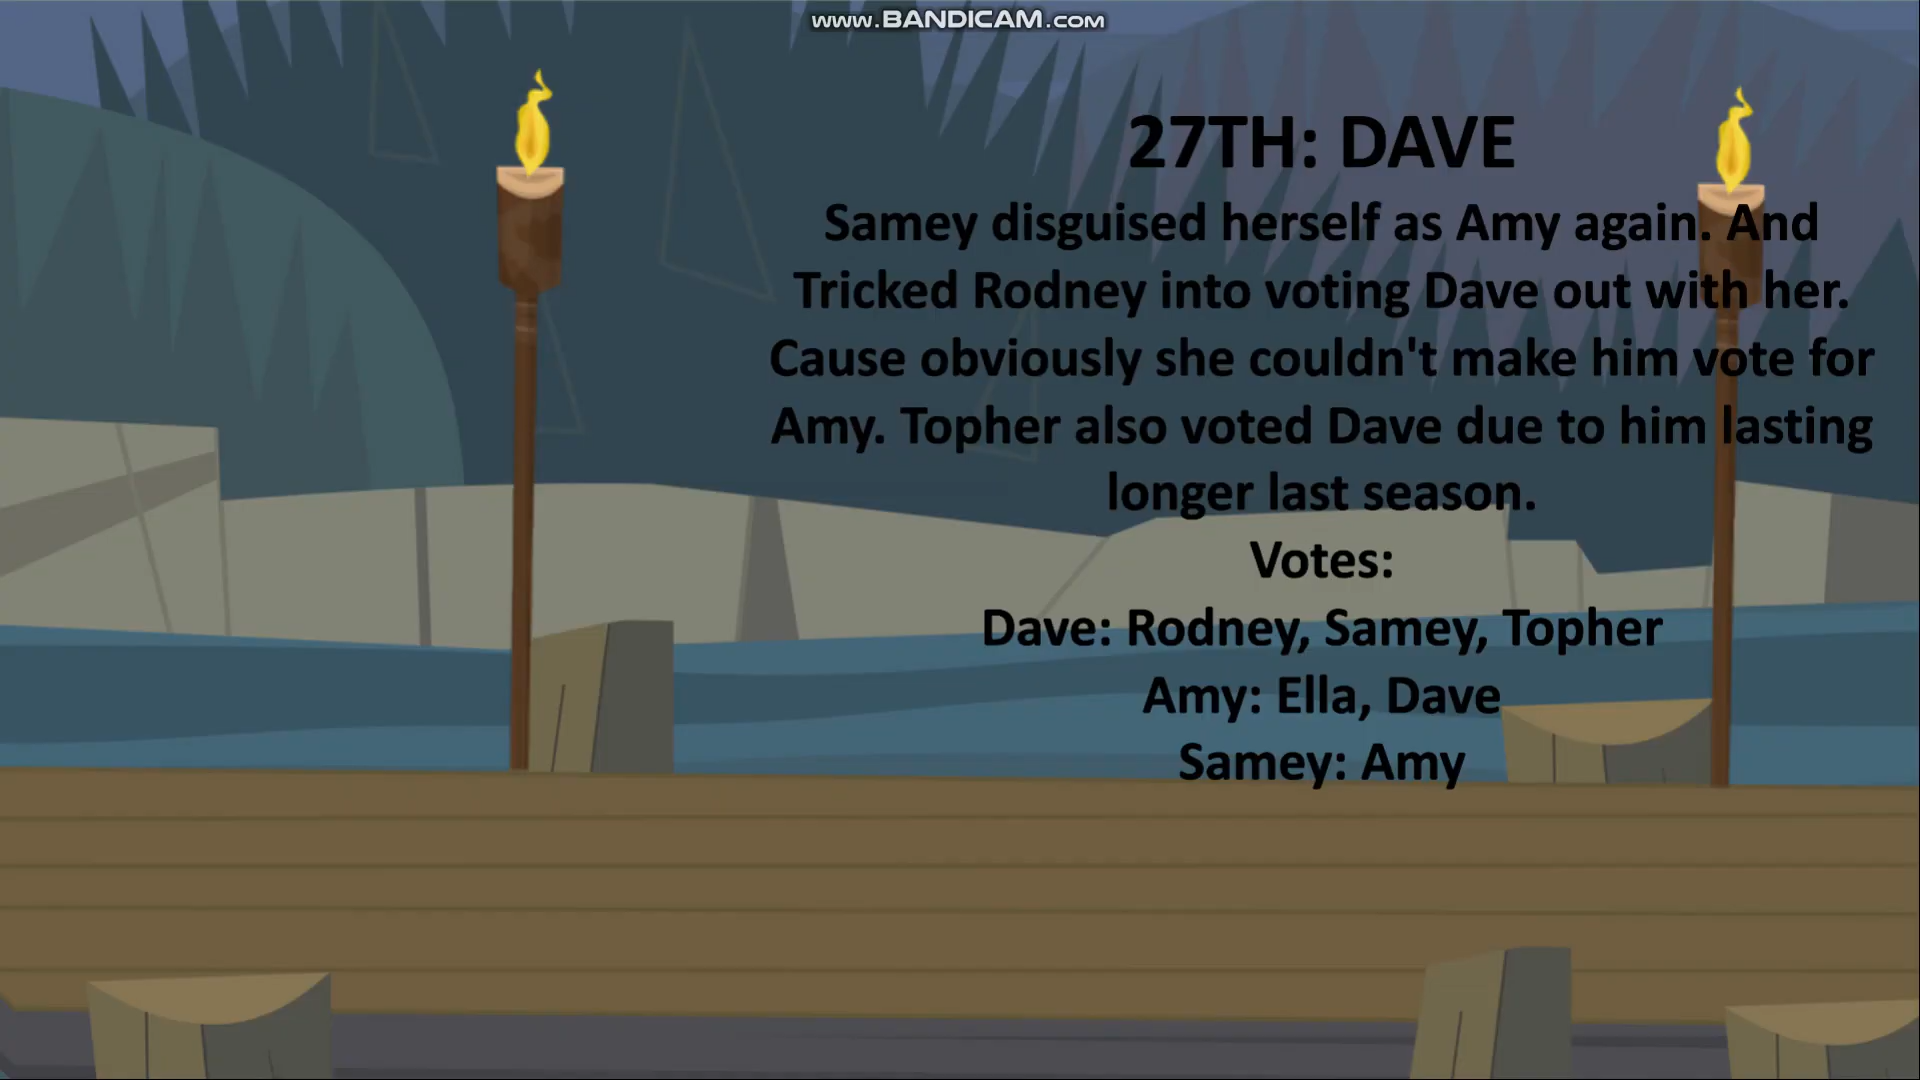 www.BANDICAM.com
27TH: DAVE
Samey disguised herself as Amy again. And
Tricked Rodney into voting Dave out with her.
Cause obviously she couldn't make him vote for
Amy. Topher also voted Dave due to him lasting
longer last season.
Votes:
Dave: Rodney, Samey, Topher
Amy: Ella, Dave
Samey: Amy